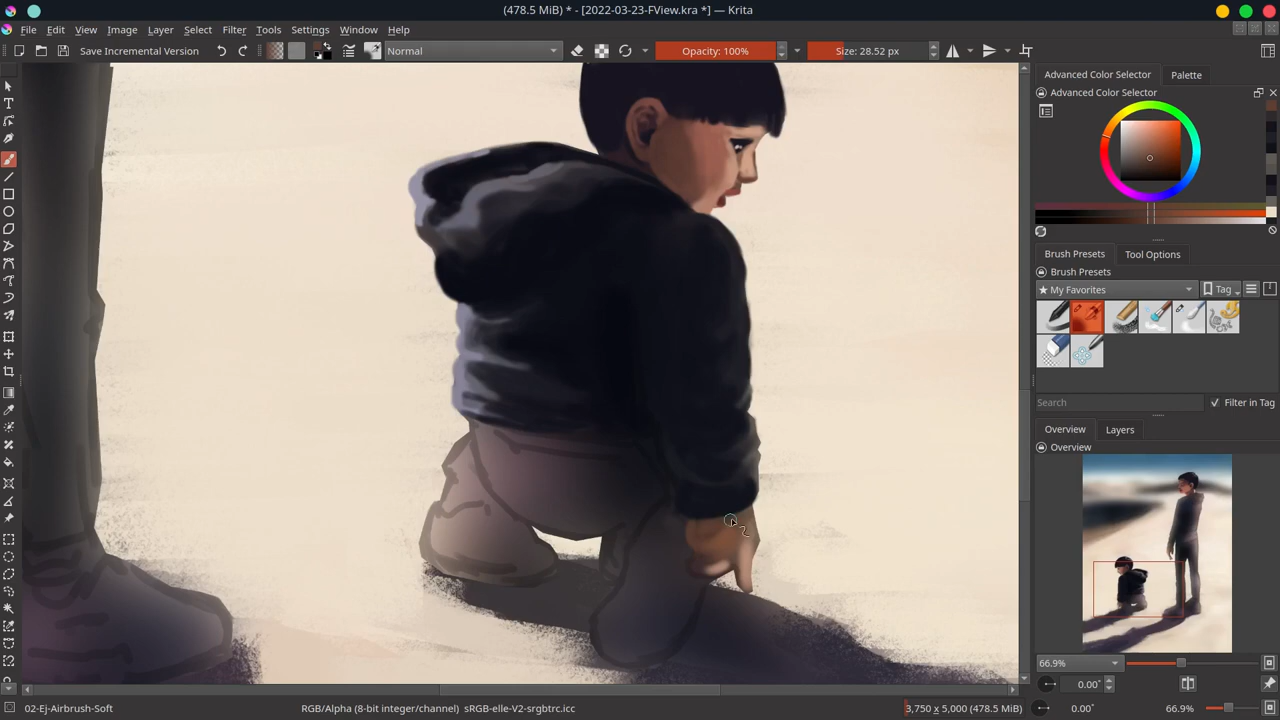 (478.5 MiB) * - [2022-03-23-FView.kra *] — Krita
File Edit View Image Layer Select Filter Tools Settings Window Help
Save Incremental Version Normal Opacity: 100% Size: 28.52 px
Advanced Color Selector Palette
Advanced Color Selector
Brush Presets Tool Options
Brush Presets
★ My Favorites Tag
Search Filter in Tag
Overview Layers
Overview
66.9%
0.00°
02-Ej-Airbrush-Soft RGB/Alpha (8-bit integer/channel) sRGB-elle-V2-srgbtrc.icc 3,750 x 5,000 (478.5 MiB) 0.00° 66.9%